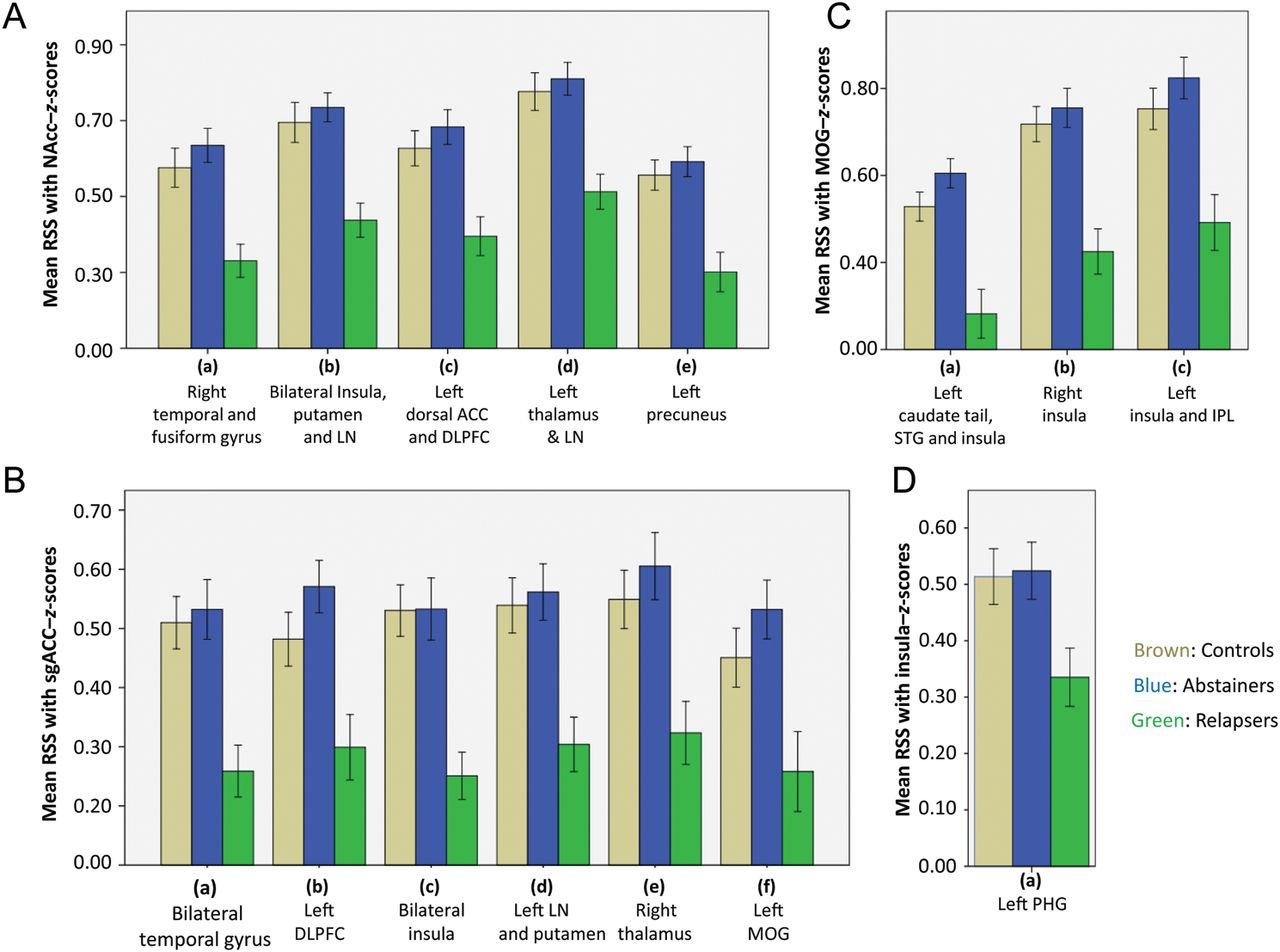 A
Mean RSS with NAcc–z-scores
0.90
0.70
0.50
0.30
0.00
(a)
Right
temporal and
fusiform gyrus
(b)
Bilateral Insula,
putamen
and LN
(c)
Left
dorsal ACC
and DLPFC
(d)
Left
thalamus
& LN
(e)
Left
precuneus
C
Mean RSS with MOG–z-scores
0.80
0.60
0.40
0.00
(a)
Left
caudate tail,
STG and insula
(b)
Right
insula
(c)
Left
insula and IPL
B
Mean RSS with sgACC–z-scores
0.70
0.60
0.50
0.40
0.30
0.20
0.00
(a)
Bilateral
temporal gyrus
(b)
Left
DLPFC
(c)
Bilateral
insula
(d)
Left LN
and putamen
(e)
Right
thalamus
(f)
Left
MOG
D
Mean RSS with insula–z-scores
0.60
0.50
0.40
0.30
0.20
0.10
0.00
(a)
Left PHG
Brown: Controls
Blue: Abstainers
Green: Relapsers